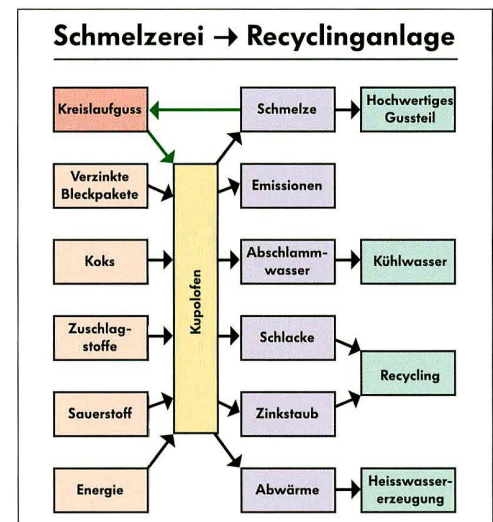 Schmelzerei → Recyclinganlage
Kreislaufguss
Schmelze
Hochwertiges
Gussteil
Verzinkte
Bleckpakete
Emissionen
Koks
Abschlamm-
wasser
Kühlwasser
Kupolofen
Zuschlag-
stoffe
Schlacke
Recycling
Sauerstoff
Zinkstaub
Energie
Abwärme
Heisswasser-
erzeugung